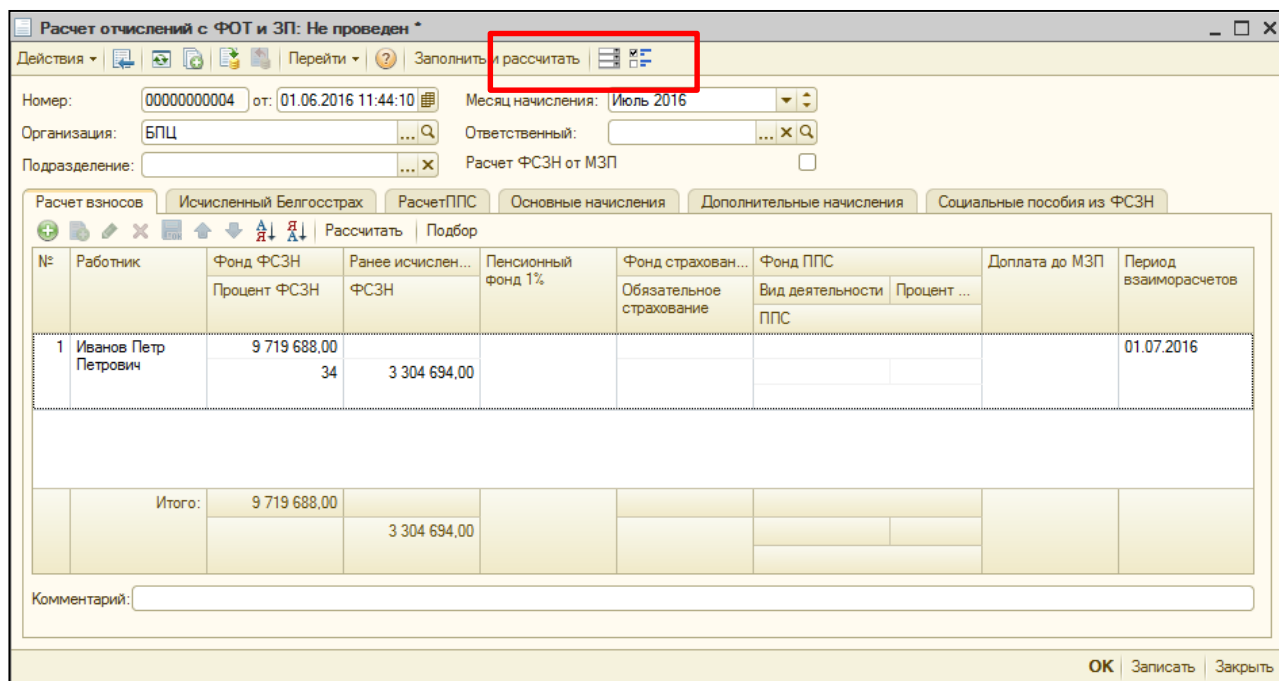 Расчет отчислений с ФОТ и ЗП: Не проведен *
Действия Перейти Заполнить и рассчитать
Номер: 00000000004 от: 01.06.2016 11:44:10 Месяц начисления: Июль 2016
Организация: БПЦ ... Ответственный: ... x
Подразделение: ... x Расчет ФСЗН от МЗП
Расчет взносов Исчисленный Белгосстрах РасчетППС Основные начисления Дополнительные начисления Социальные пособия из ФСЗН
Рассчитать Подбор
№ Работник Фонд ФСЗН Ранее исчислен... Пенсионный фонд 1% Фонд страхован... Фонд ППС Доплата до МЗП Период взаиморасчетов
Процент ФСЗН ФСЗН Обязательное страхование Вид деятельности Процент ...
ППС
1 Иванов Петр Петрович 9 719 688,00 01.07.2016
34 3 304 694,00
Итого: 9 719 688,00
3 304 694,00
Комментарий:
OK Записать Закрыть